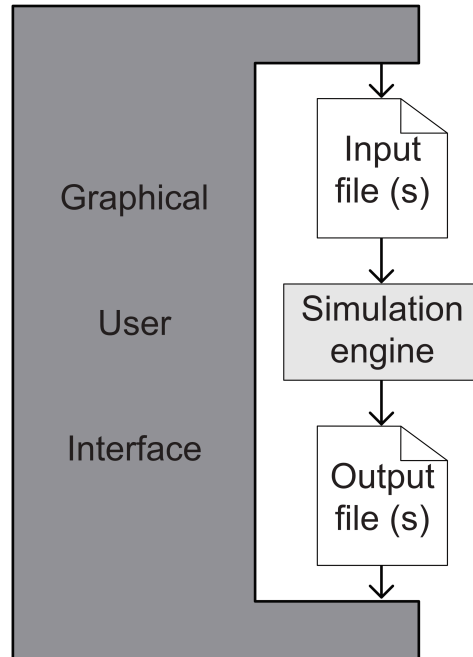 Graphical
User
Interface
Input
file (s)
Simulation
engine
Output
file (s)